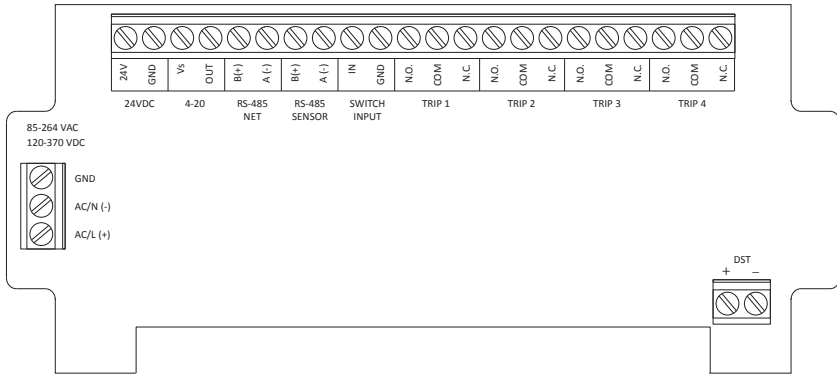 24V GND Vs OUT B(+) A (-) B(+) A (-) IN GND N.O. COM N.C. N.O. COM N.C. N.O. COM N.C. N.O. COM N.C.
24VDC 4-20 RS-485 RS-485 SWITCH TRIP 1 TRIP 2 TRIP 3 TRIP 4
NET SENSOR INPUT
85-264 VAC
120-370 VDC
GND
AC/N (-)
AC/L (+)
DST
+ –